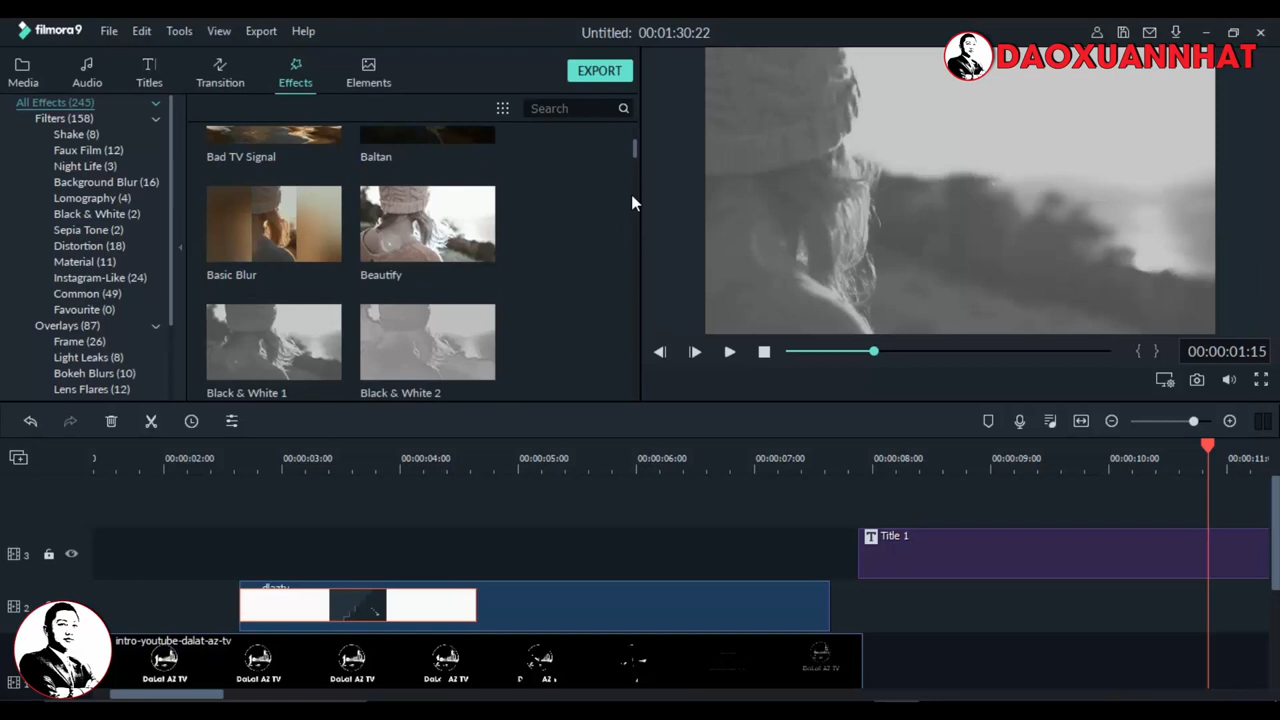 filmora9
File
Edit
Tools
View
Export
Help
Untitled: 00:01:30:22
DAOXUANNHAT
Media
Audio
Titles
Transition
Effects
Elements
EXPORT
All Effects (245)
Filters (158)
Shake (8)
Faux Film (12)
Night Life (3)
Background Blur (16)
Lomography (4)
Black & White (2)
Sepia Tone (2)
Distortion (18)
Material (11)
Instagram-Like (24)
Common (49)
Favourite (0)
Overlays (87)
Frame (26)
Light Leaks (8)
Bokeh Blurs (10)
Lens Flares (12)
Search
Bad TV Signal
Baltan
Basic Blur
Beautify
Black & White 1
Black & White 2
00:00:01:15
00:00:02:00
00:00:03:00
00:00:04:00
00:00:05:00
00:00:06:00
00:00:07:00
00:00:08:00
00:00:09:00
00:00:10:00
3
T Title 1
2
intro-youtube-dalat-az-tv
DaLaT AZ TV
DaLaT AZ TV
DaLaT AZ TV